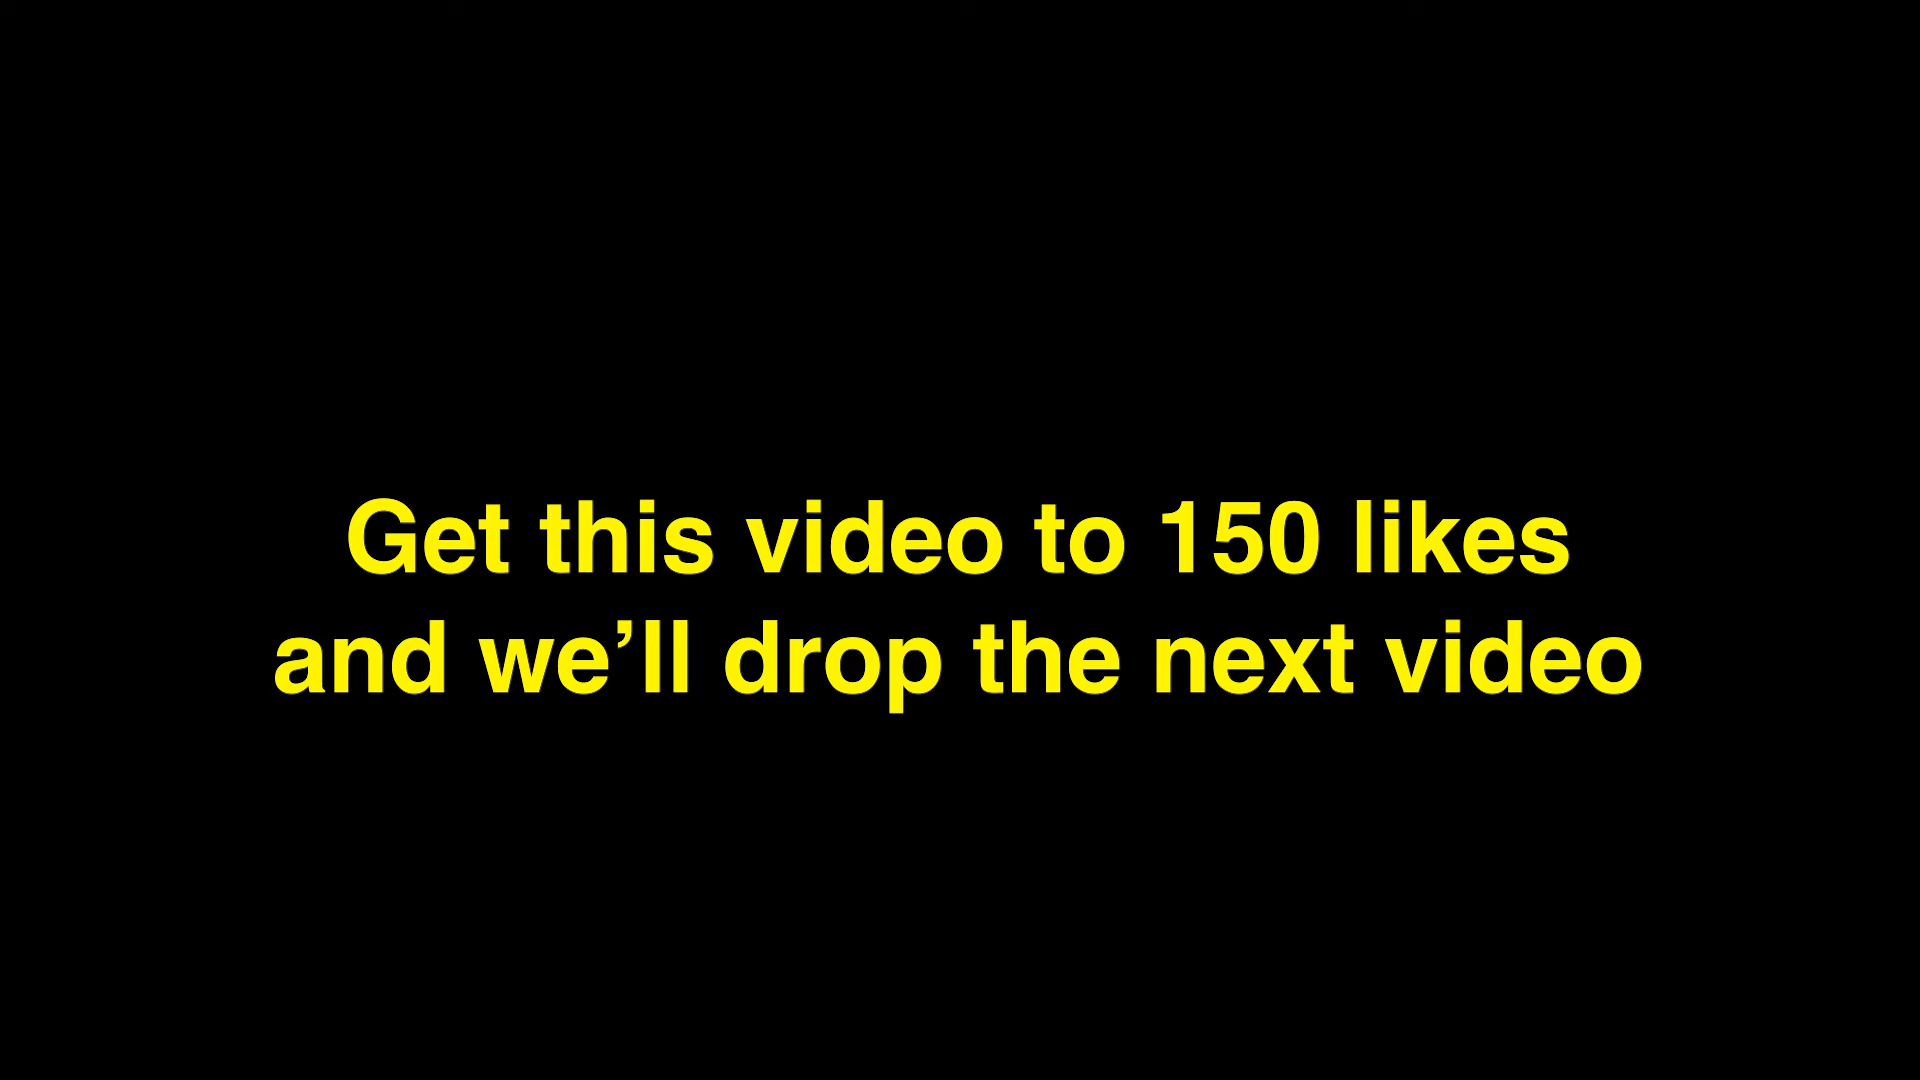 Get this video to 150 likes
and we’ll drop the next video